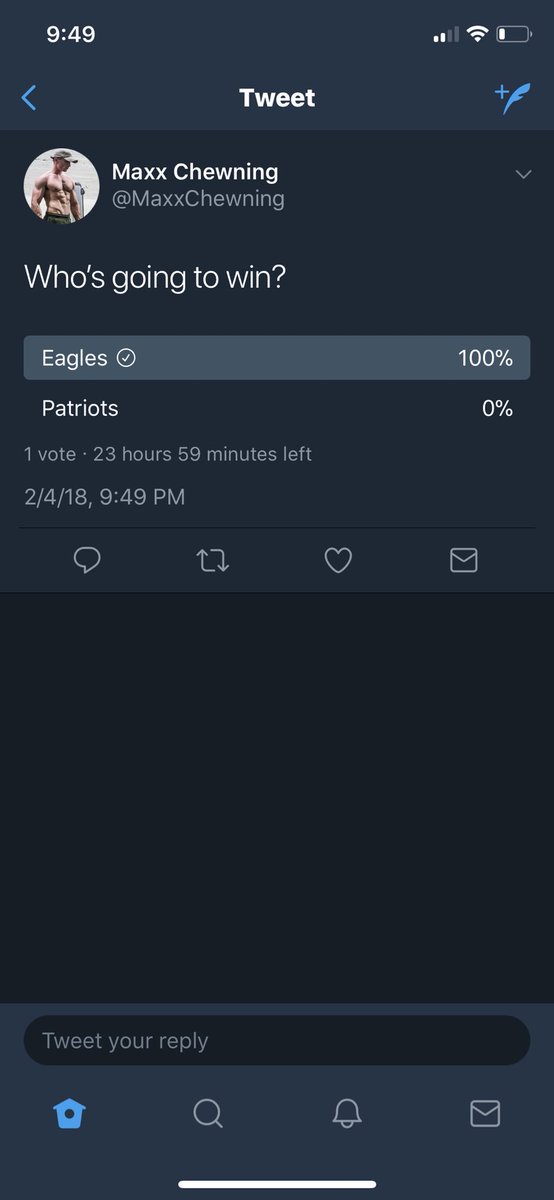 9:49
Tweet
Maxx Chewning
@MaxxChewning
Who's going to win?
Eagles 100%
Patriots 0%
1 vote · 23 hours 59 minutes left
2/4/18, 9:49 PM
Tweet your reply